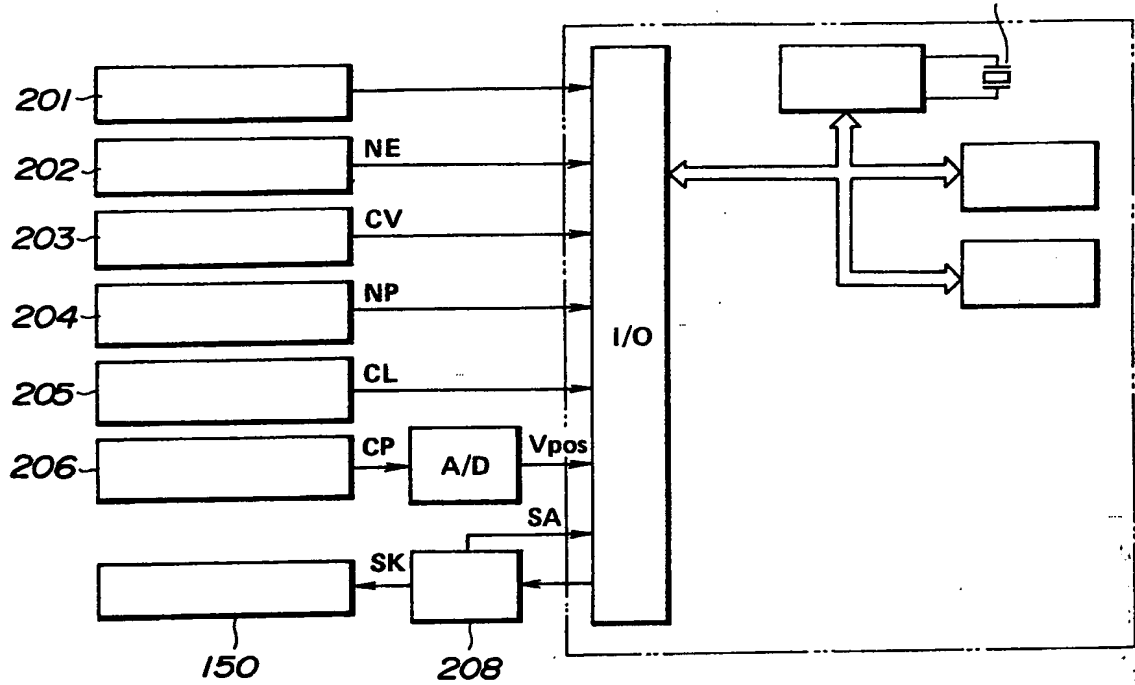 201
202 NE
203 CV
204 NP
I/O
205 CL
206 CP A/D Vpos
SA
SK
150 208